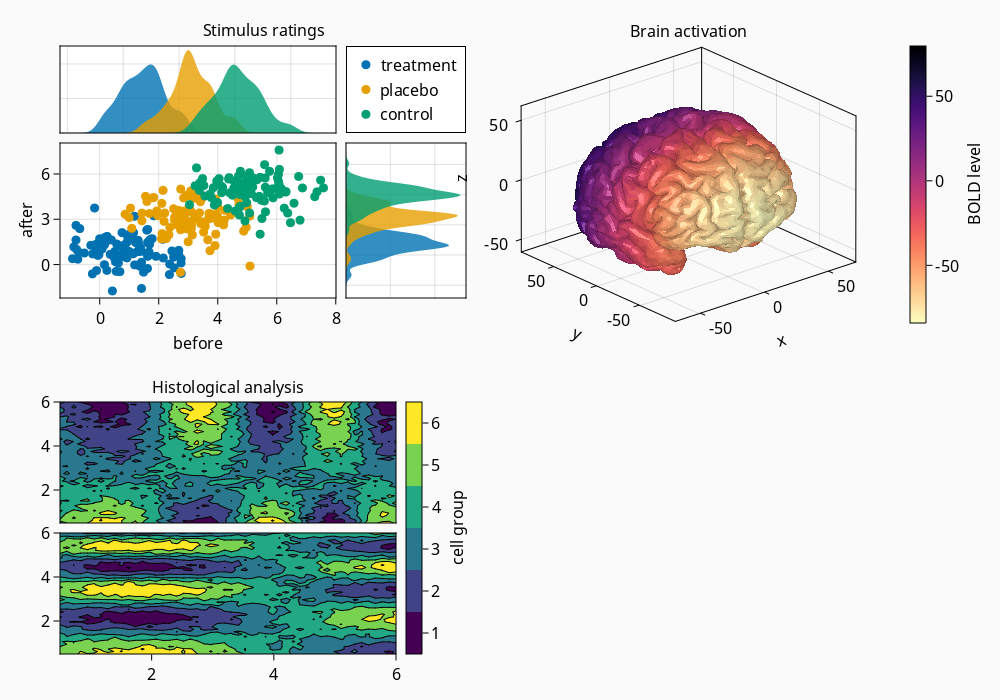 Stimulus ratings
treatment
placebo
control
6
3
0
after
0 2 4 6 8
before
Brain activation
50
0
-50
z
50
0
-50
y
-50
0
50
x
50
0
-50
BOLD level
Histological analysis
6
4
2
6
4
2
2 4 6
6
5
4
3
2
1
cell group